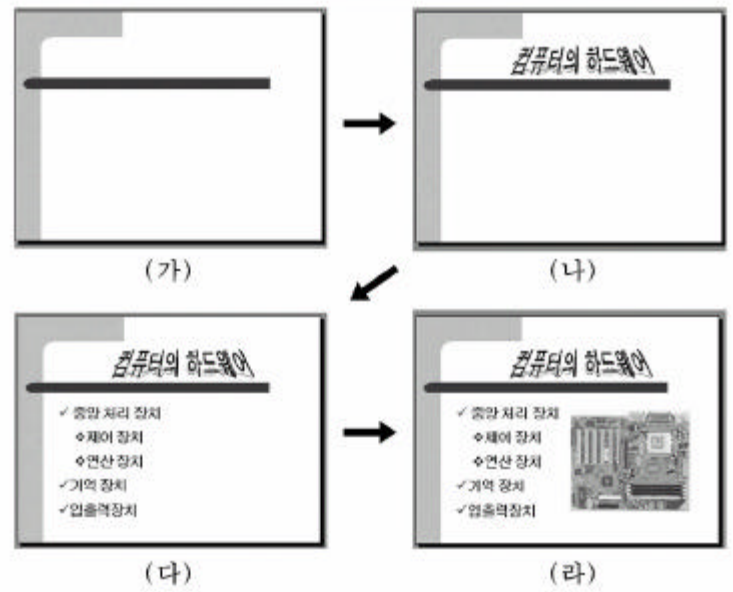 컴퓨터의 하드웨어
(가)
(나)
컴퓨터의 하드웨어
✓ 중앙 처리 장치
❖제어 장치
❖연산 장치
✓기억 장치
✓입출력장치
(다)
컴퓨터의 하드웨어
✓ 중앙 처리 장치
❖제어 장치
❖연산 장치
✓기억 장치
✓입출력장치
(라)